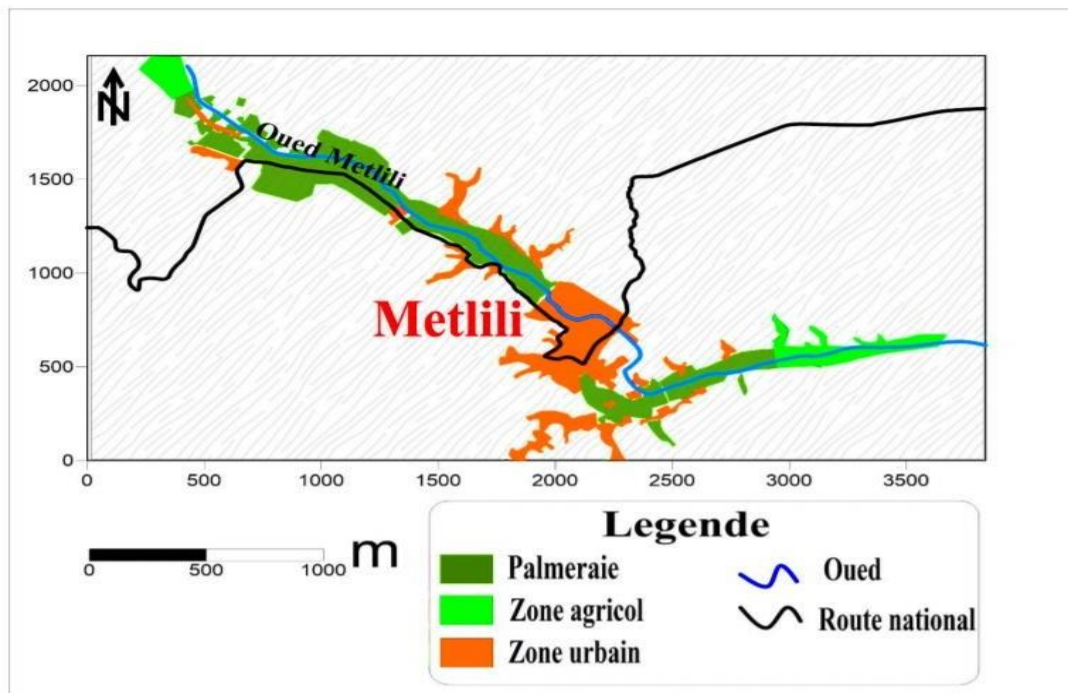 2000
1500
1000
500
0
N
Oued Metlili
Metlili
0 500 1000 1500 2000 2500 3000 3500
0 500 1000 m
Legende
Palmeraie
Zone agricol
Zone urbain
Oued
Route national